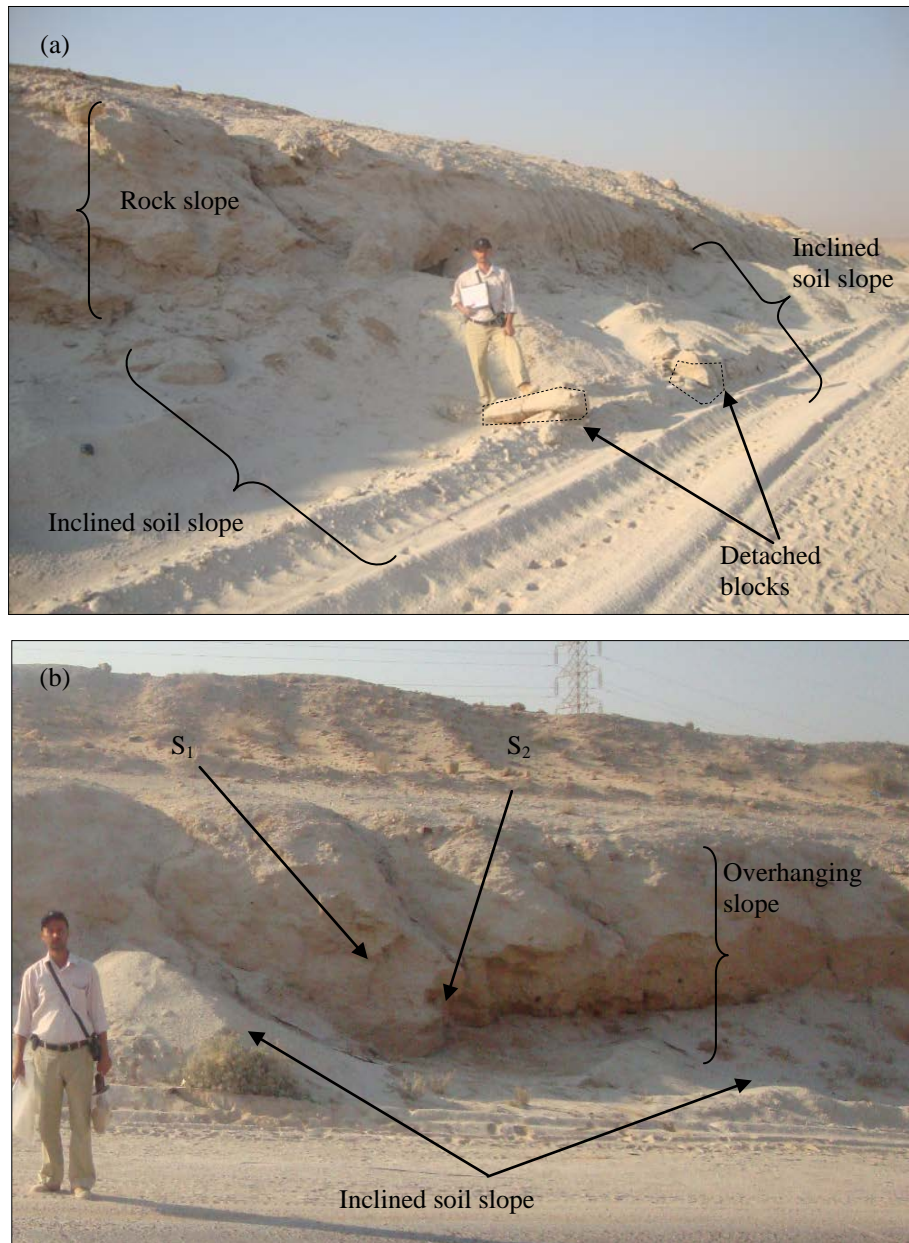 (a)
Rock slope
Inclined
soil slope
Inclined soil slope
Detached
blocks
(b)
S₁
S₂
Overhanging
slope
Inclined soil slope